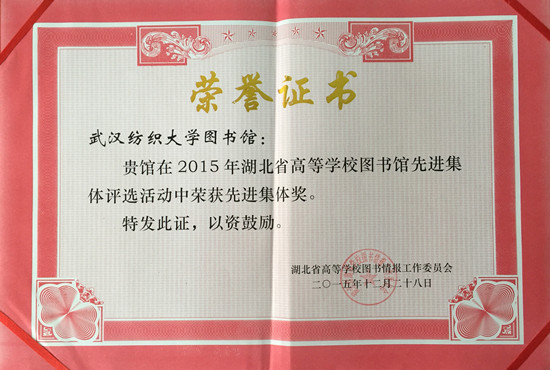 荣誉证书
武汉纺织大学图书馆：
贵馆在2015年湖北省高等学校图书馆先进集
体评选活动中荣获先进集体奖。
特发此证，以资鼓励。
湖北省高等学校图书情报工作委员会
二〇一五年十二月二十八日